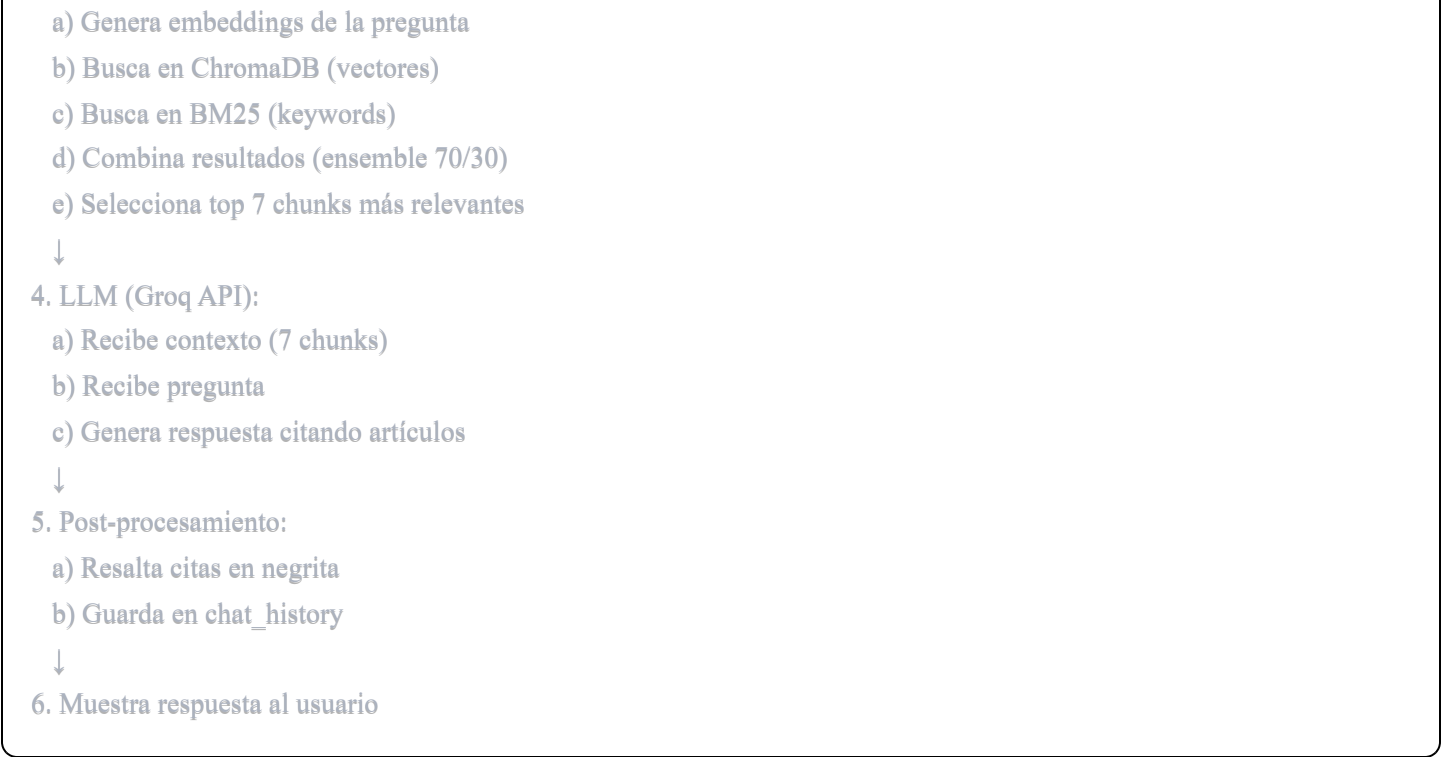 a) Genera embeddings de la pregunta
b) Busca en ChromaDB (vectores)
c) Busca en BM25 (keywords)
d) Combina resultados (ensemble 70/30)
e) Selecciona top 7 chunks más relevantes
↓
4. LLM (Groq API):
a) Recibe contexto (7 chunks)
b) Recibe pregunta
c) Genera respuesta citando artículos
↓
5. Post-procesamiento:
a) Resalta citas en negrita
b) Guarda en chat_history
↓
6. Muestra respuesta al usuario